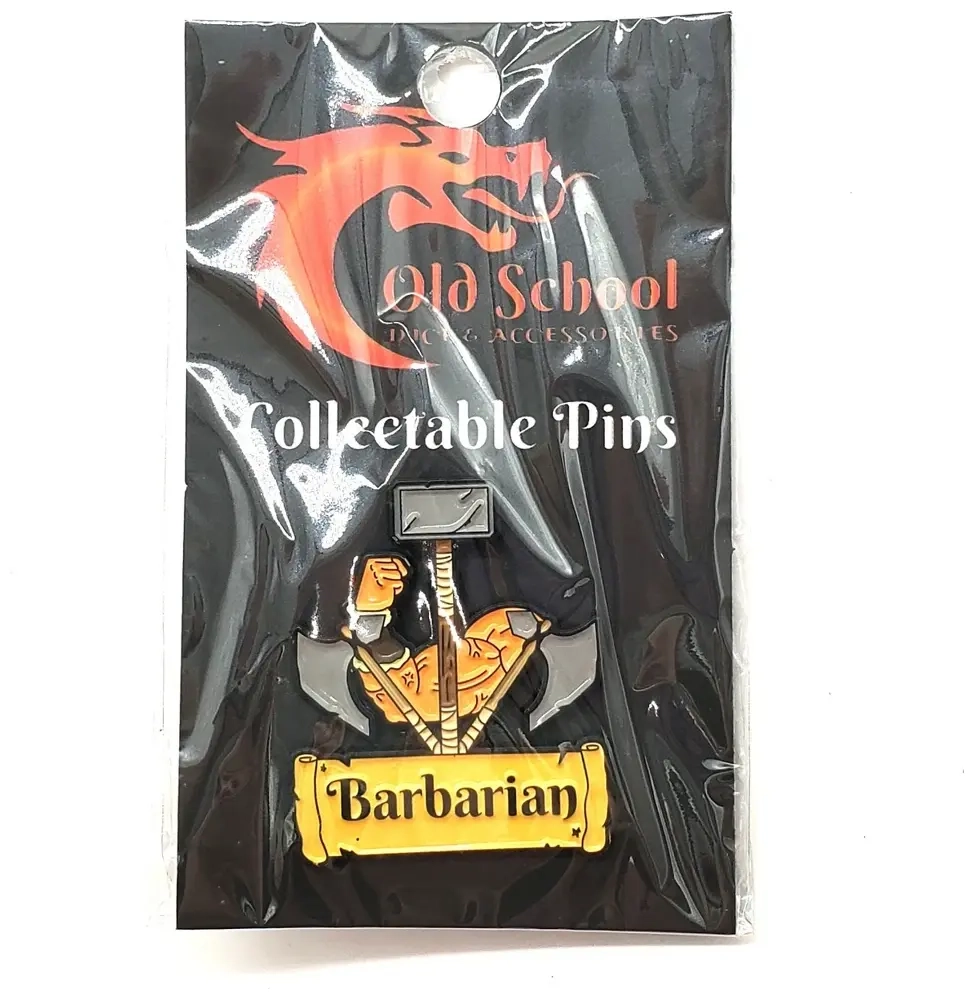 Old School
DICE & ACCESSORIES
Collectable Pins
Barbarian